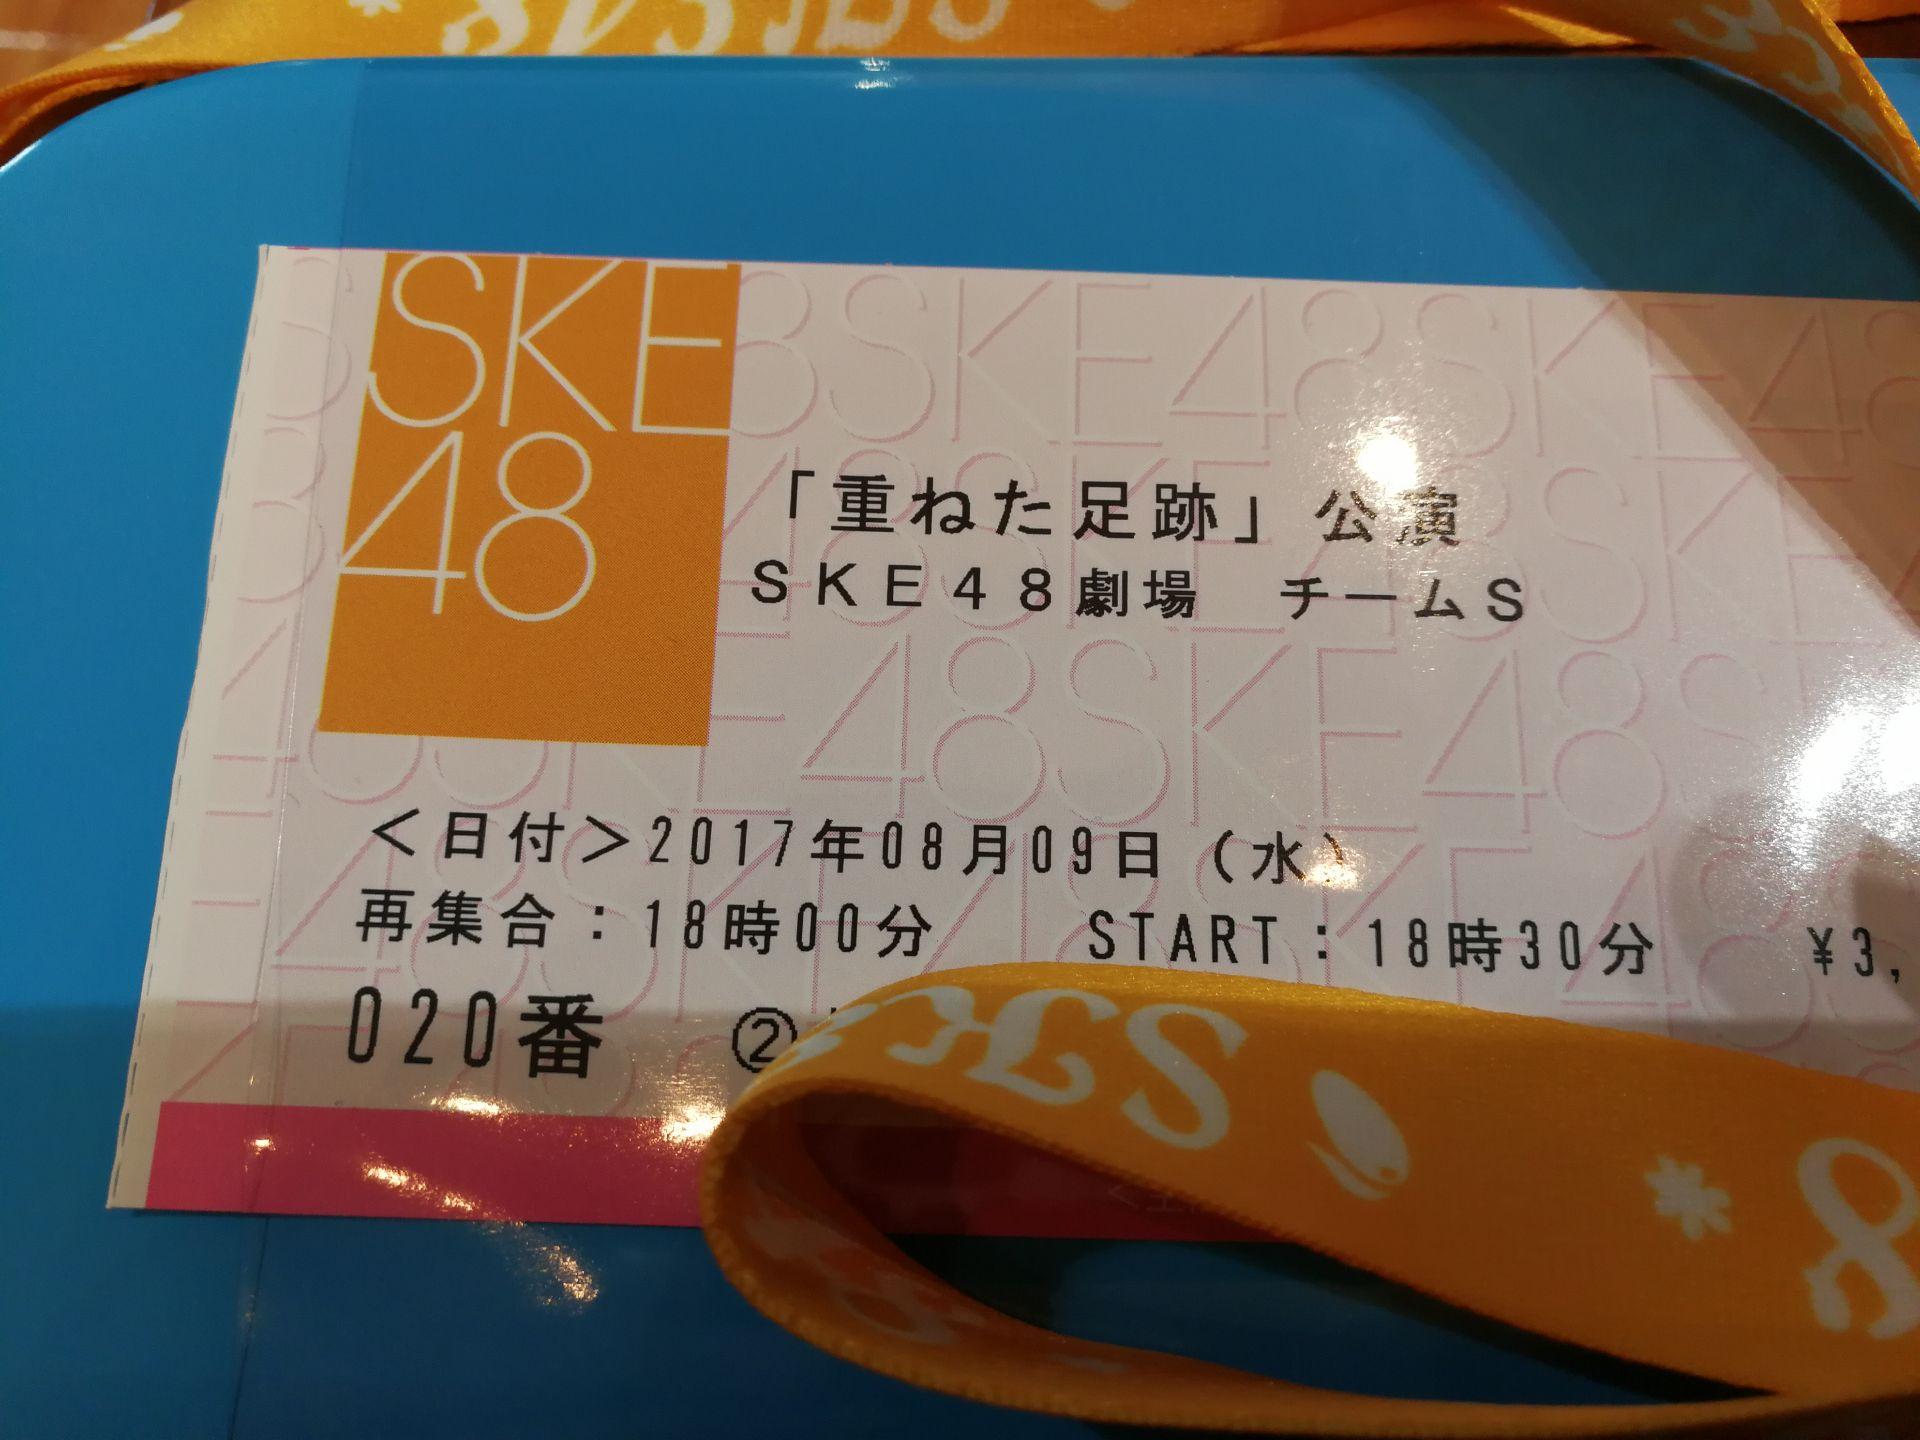 SKE
48
「重ねた足跡」公演
SKE48劇場　チームS
＜日付＞2017年08月09日（水）
再集合：18時00分　START：18時30分　¥3,
020番　②